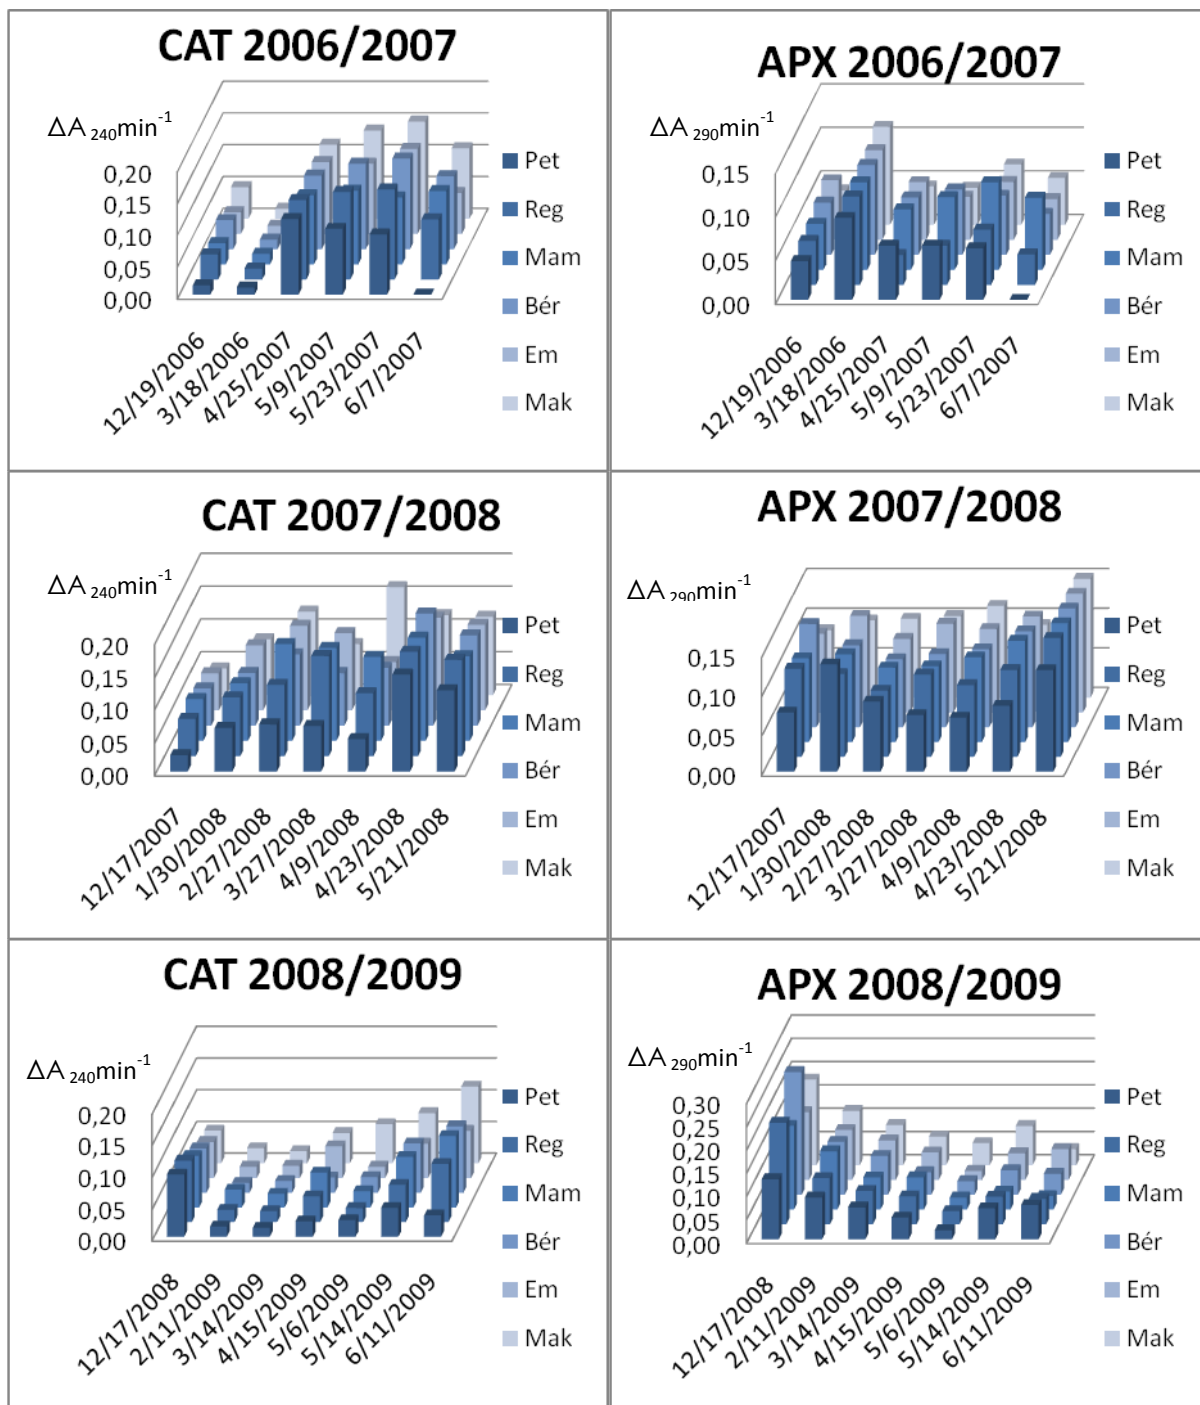 CAT 2006/2007
ΔA 240min-1
0,20
0,15
0,10
0,05
0,00
12/19/2006
3/18/2006
4/25/2007
5/9/2007
5/23/2007
6/7/2007
Pet
Reg
Mam
Bér
Em
Mak
APX 2006/2007
ΔA 290min-1
0,15
0,10
0,05
0,00
12/19/2006
3/18/2006
4/25/2007
5/9/2007
5/23/2007
6/7/2007
Pet
Reg
Mam
Bér
Em
Mak
CAT 2007/2008
ΔA 240min-1
0,20
0,15
0,10
0,05
0,00
12/17/2007
1/30/2008
2/27/2008
3/27/2008
4/9/2008
4/23/2008
5/21/2008
Pet
Reg
Mam
Bér
Em
Mak
APX 2007/2008
ΔA 290min-1
0,15
0,10
0,05
0,00
12/17/2007
1/30/2008
2/27/2008
3/27/2008
4/9/2008
4/23/2008
5/21/2008
Pet
Reg
Mam
Bér
Em
Mak
CAT 2008/2009
ΔA 240min-1
0,20
0,15
0,10
0,05
0,00
12/17/2008
2/11/2009
3/14/2009
4/15/2009
5/6/2009
5/14/2009
6/11/2009
Pet
Reg
Mam
Bér
Em
Mak
APX 2008/2009
ΔA 290min-1
0,30
0,25
0,20
0,15
0,10
0,05
0,00
12/17/2008
2/11/2009
3/14/2009
4/15/2009
5/6/2009
5/14/2009
6/11/2009
Pet
Reg
Mam
Bér
Em
Mak